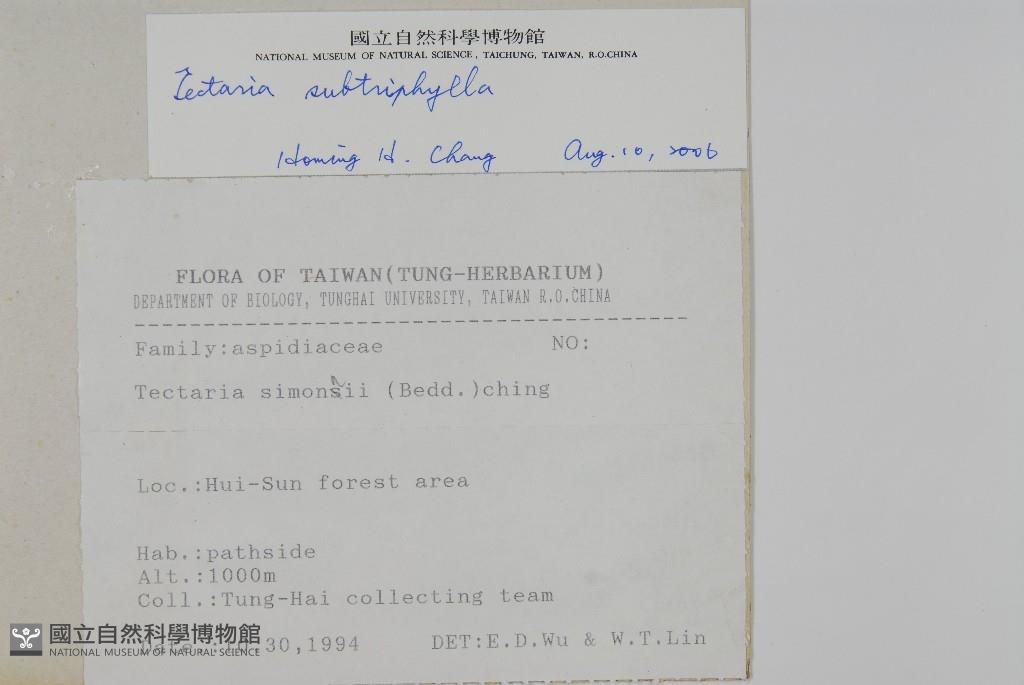 國立自然科學博物館
NATIONAL MUSEUM OF NATURAL SCIENCE, TAICHUNG, TAIWAN, R.O.CHINA
Tectaria subtriphylla
Homing H. Chang Aug. 10, 2006
FLORA OF TAIWAN(TUNG-HERBARIUM)
DEPARTMENT OF BIOLOGY, TUNGHAI UNIVERSITY, TAIWAN R.O.CHINA
Family:aspidiaceae NO:
Tectaria simonsii (Bedd.)ching
Loc.:Hui-Sun forest area
Hab.:pathside
Alt.:1000m
Coll.:Tung-Hai collecting team
30,1994 DET:E.D.Wu & W.T.Lin
國立自然科學博物館
NATIONAL MUSEUM OF NATURAL SCIENCE